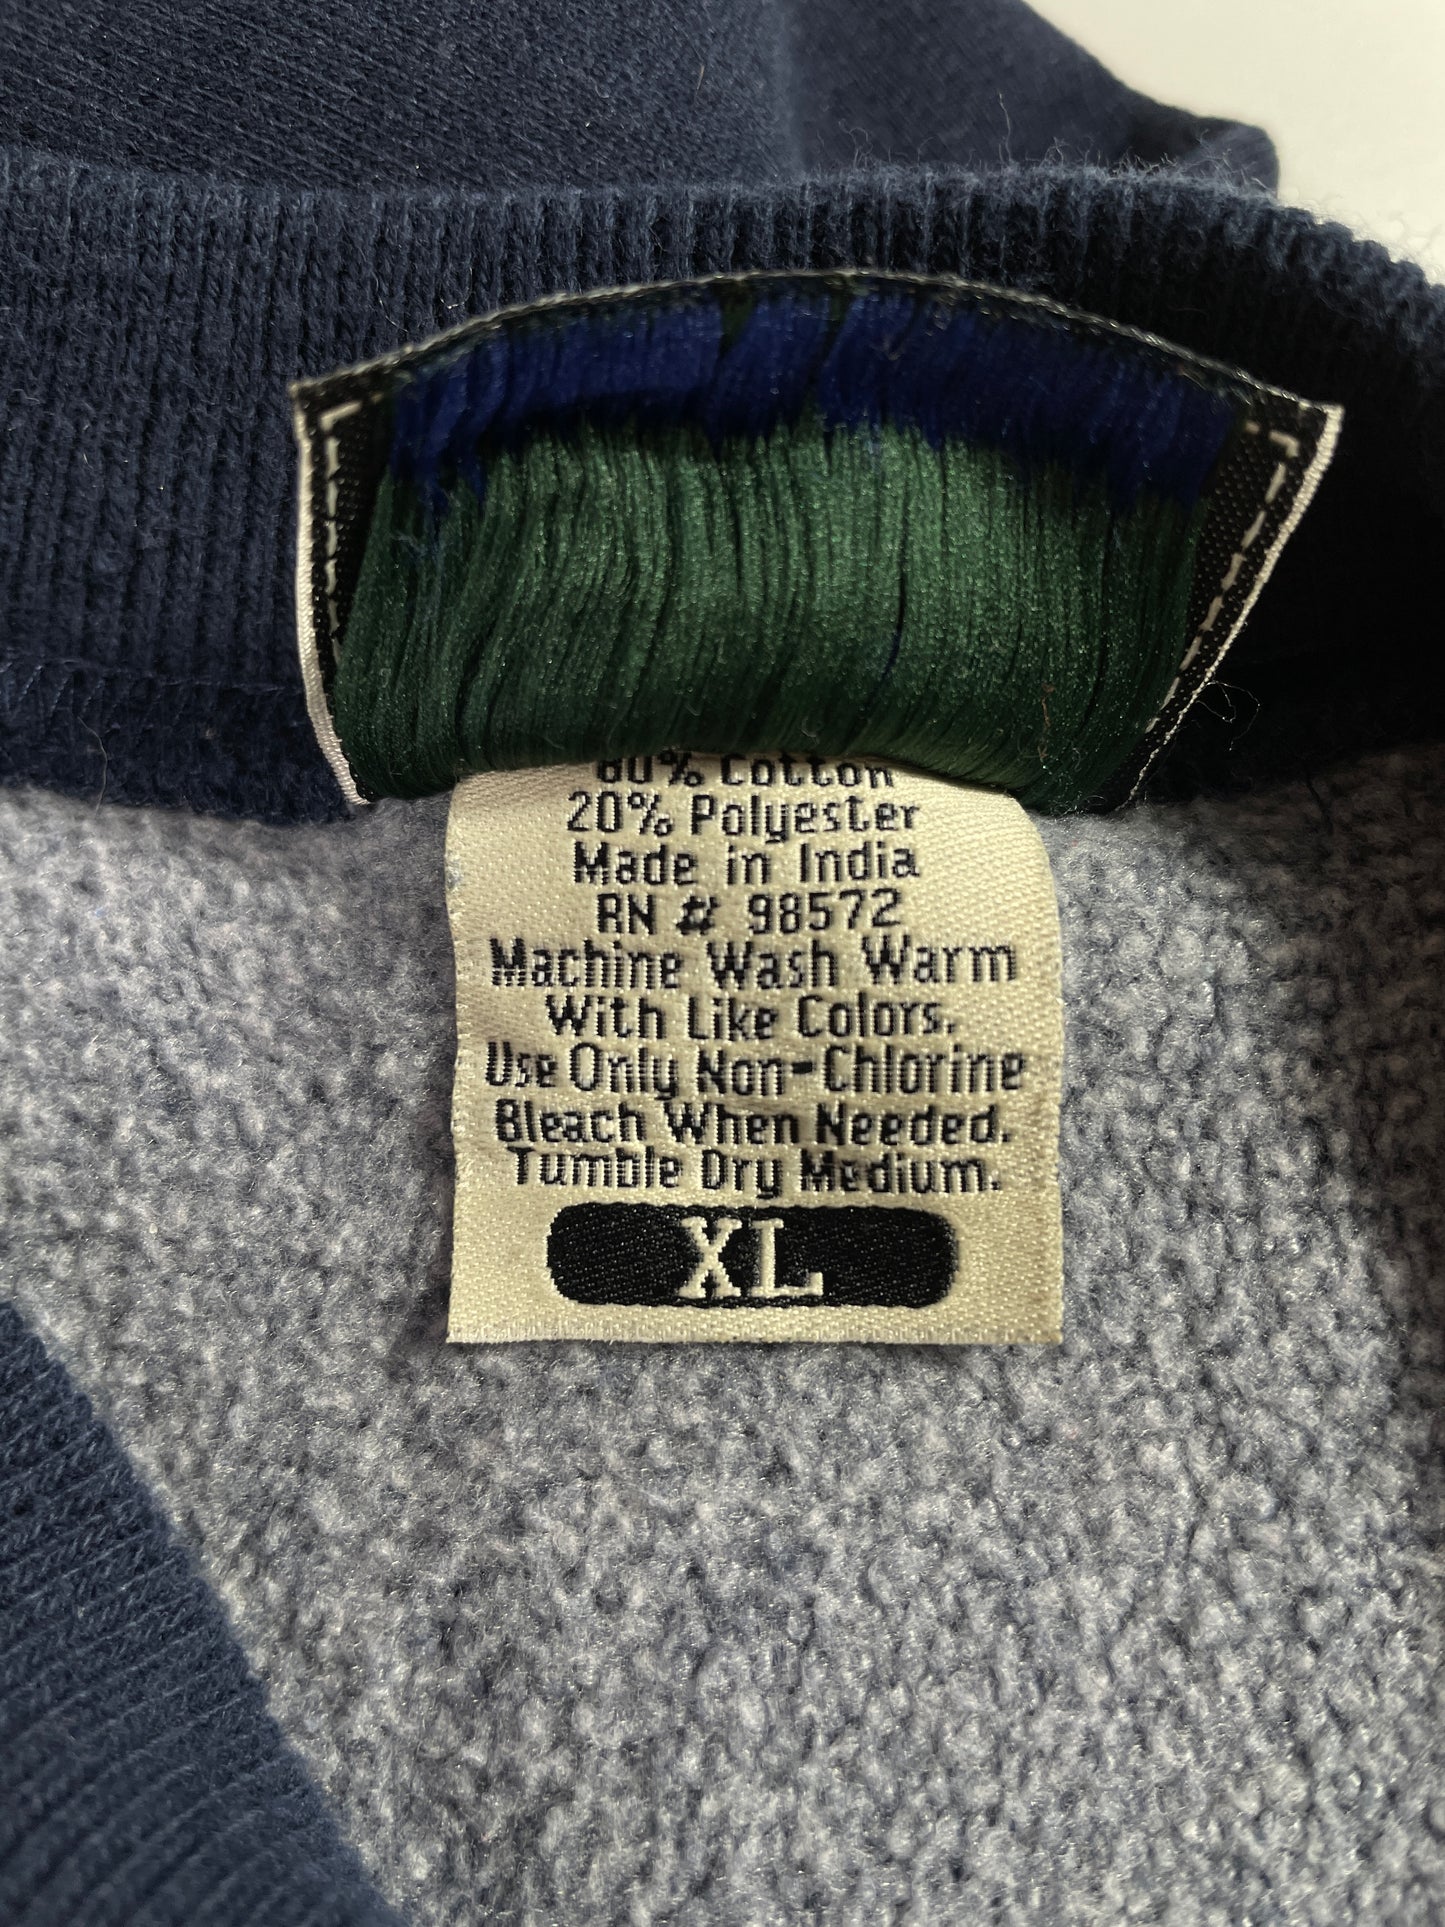 80% Cotton
20% Polyester
Made in India
RN # 98572
Machine Wash Warm
With Like Colors.
Use Only Non-Chlorine
Bleach When Needed.
Tumble Dry Medium.
XL